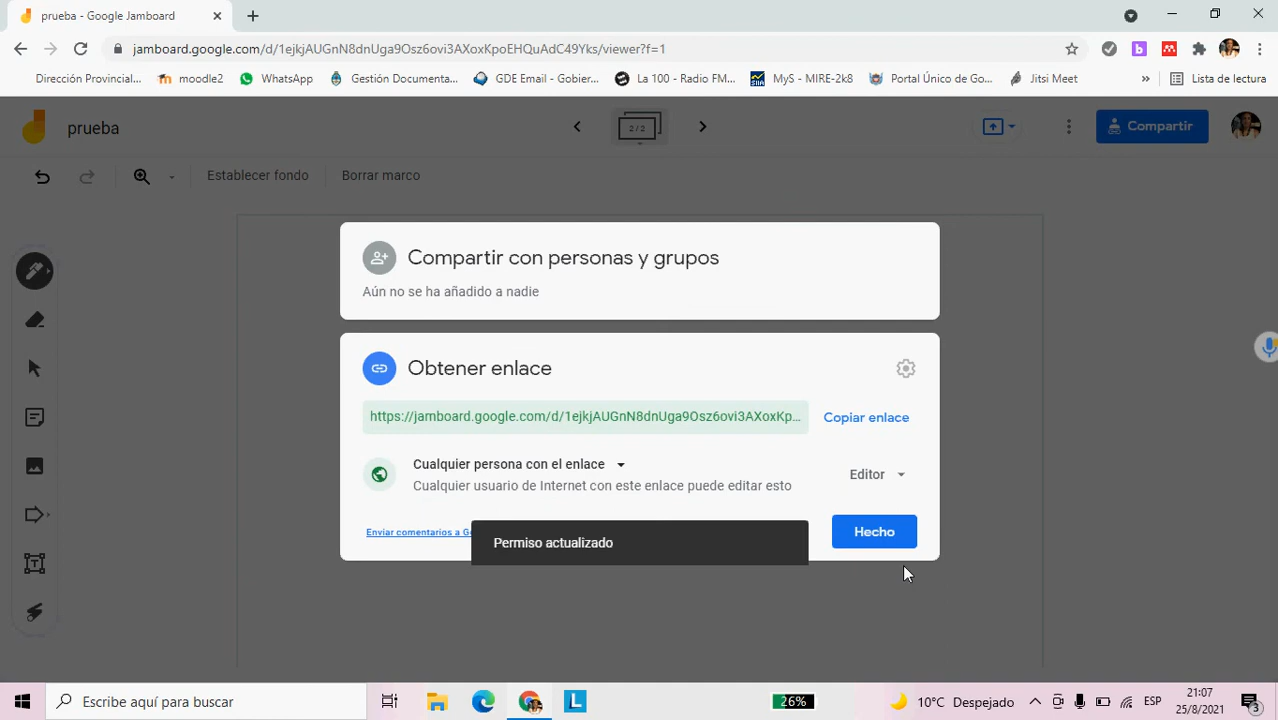 prueba - Google Jamboard
jamboard.google.com/d/1ejkjAUGnN8dnUga9Osz6ovi3AXoxKpoEHQuAdC49Yks/viewer?f=1
Dirección Provincial... moodle2 WhatsApp Gestión Documenta... GDE Email - Gobier... La 100 - Radio FM... MyS - MIRE-2k8 Portal Único de Go... Jitsi Meet » Lista de lectura
prueba 2 / 2 Compartir
Establecer fondo Borrar marco
Compartir con personas y grupos
Aún no se ha añadido a nadie
Obtener enlace
https://jamboard.google.com/d/1ejkjAUGnN8dnUga9Osz6ovi3AXoxKp... Copiar enlace
Cualquier persona con el enlace
Cualquier usuario de Internet con este enlace puede editar esto
Editor
Enviar comentarios a G
Permiso actualizado
Hecho
Escribe aquí para buscar
26%
10°C Despejado
ESP
21:07
25/8/2021
3